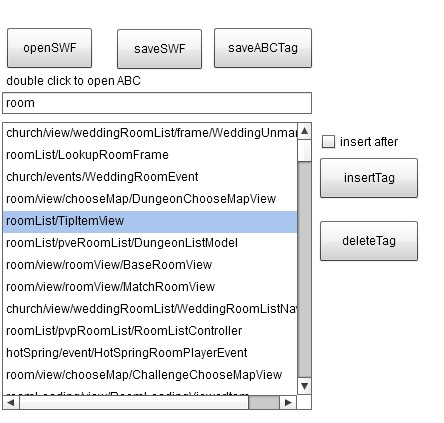 openSWF saveSWF saveABCTag
double click to open ABC
room
church/view/weddingRoomList/frame/WeddingUnmar
insert after
roomList/LookupRoomFrame
church/events/WeddingRoomEvent
insertTag
room/view/chooseMap/DungeonChooseMapView
roomList/TipItemView
deleteTag
roomList/pveRoomList/DungeonListModel
room/view/roomView/BaseRoomView
room/view/roomView/MatchRoomView
church/view/weddingRoomList/WeddingRoomListNav
roomList/pvpRoomList/RoomListController
hotSpring/event/HotSpringRoomPlayerEvent
room/view/chooseMap/ChallengeChooseMapView